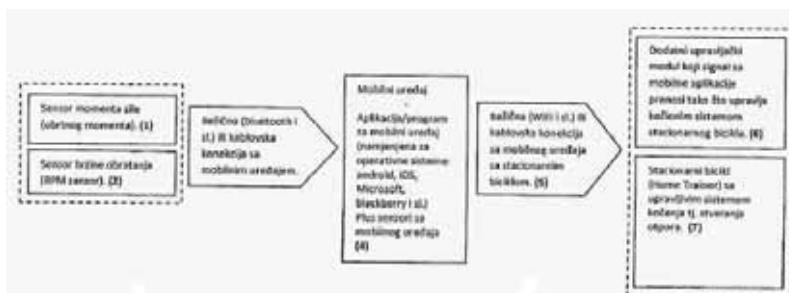 Senzor momenta sile
(obrtnog momenta). (1)
Senzor brzine obrtanja
(RPM senzor). (2)
Bežična (bluetooth i
sl.) ili kablovska
konekcija sa
mobilnim uređajem.
Mobilni uređaj
-
Aplikacija/program
za mobilni uređaj
(namjenjena za
operativne sisteme:
android, iOS,
Microsoft,
blackberry i sl.)
Plus senzori sa
mobilnog uređaja
(4)
Bežična (WiFi i sl.) ili
kablovska konekcija
sa mobilnog uređaja
sa stacionarnim
biciklom. (5)
Dodatni upravljački
modul koji signal sa
mobilne aplikacije
prenosi tako što upravlja
kočionim sistemom
stacionarnog bicikla. (6)
Stacionarni bicikl
(Home Trainer) sa
upravljivim sistemom
kočenja tj. stvaranja
otpora. (7)